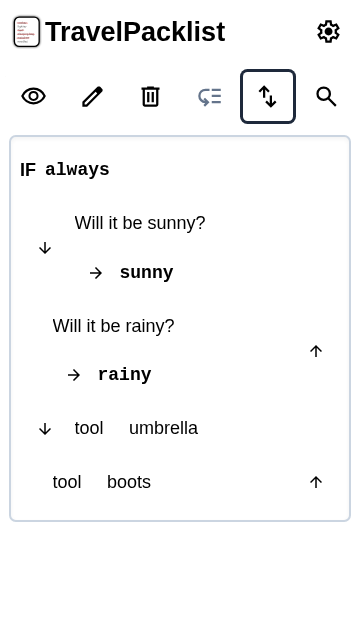 TravelPacklist
IF always
Will it be sunny?
↓
→ sunny
Will it be rainy?
↑
→ rainy
↓ tool umbrella
tool boots ↑